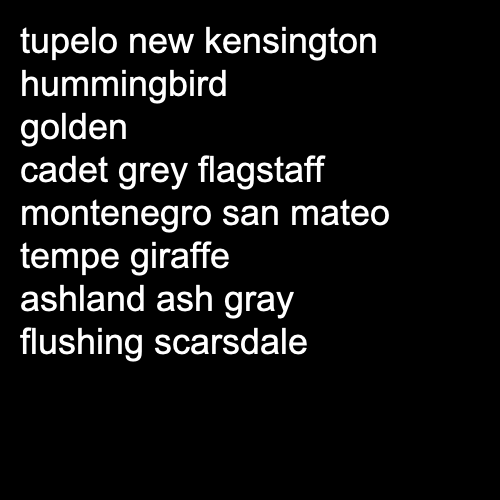 tupelo new kensington
hummingbird
golden
cadet grey flagstaff
montenegro san mateo
tempe giraffe
ashland ash gray
flushing scarsdale